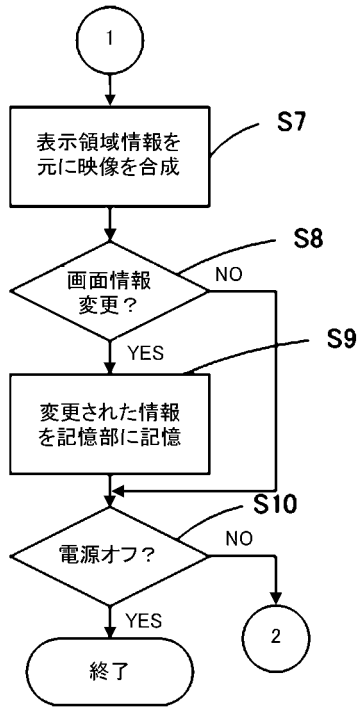 1
表示領域情報を
元に映像を合成
S7
画面情報
変更？
S8
NO
YES
S9
変更された情報
を記憶部に記憶
S10
電源オフ？
NO
YES
2
終了